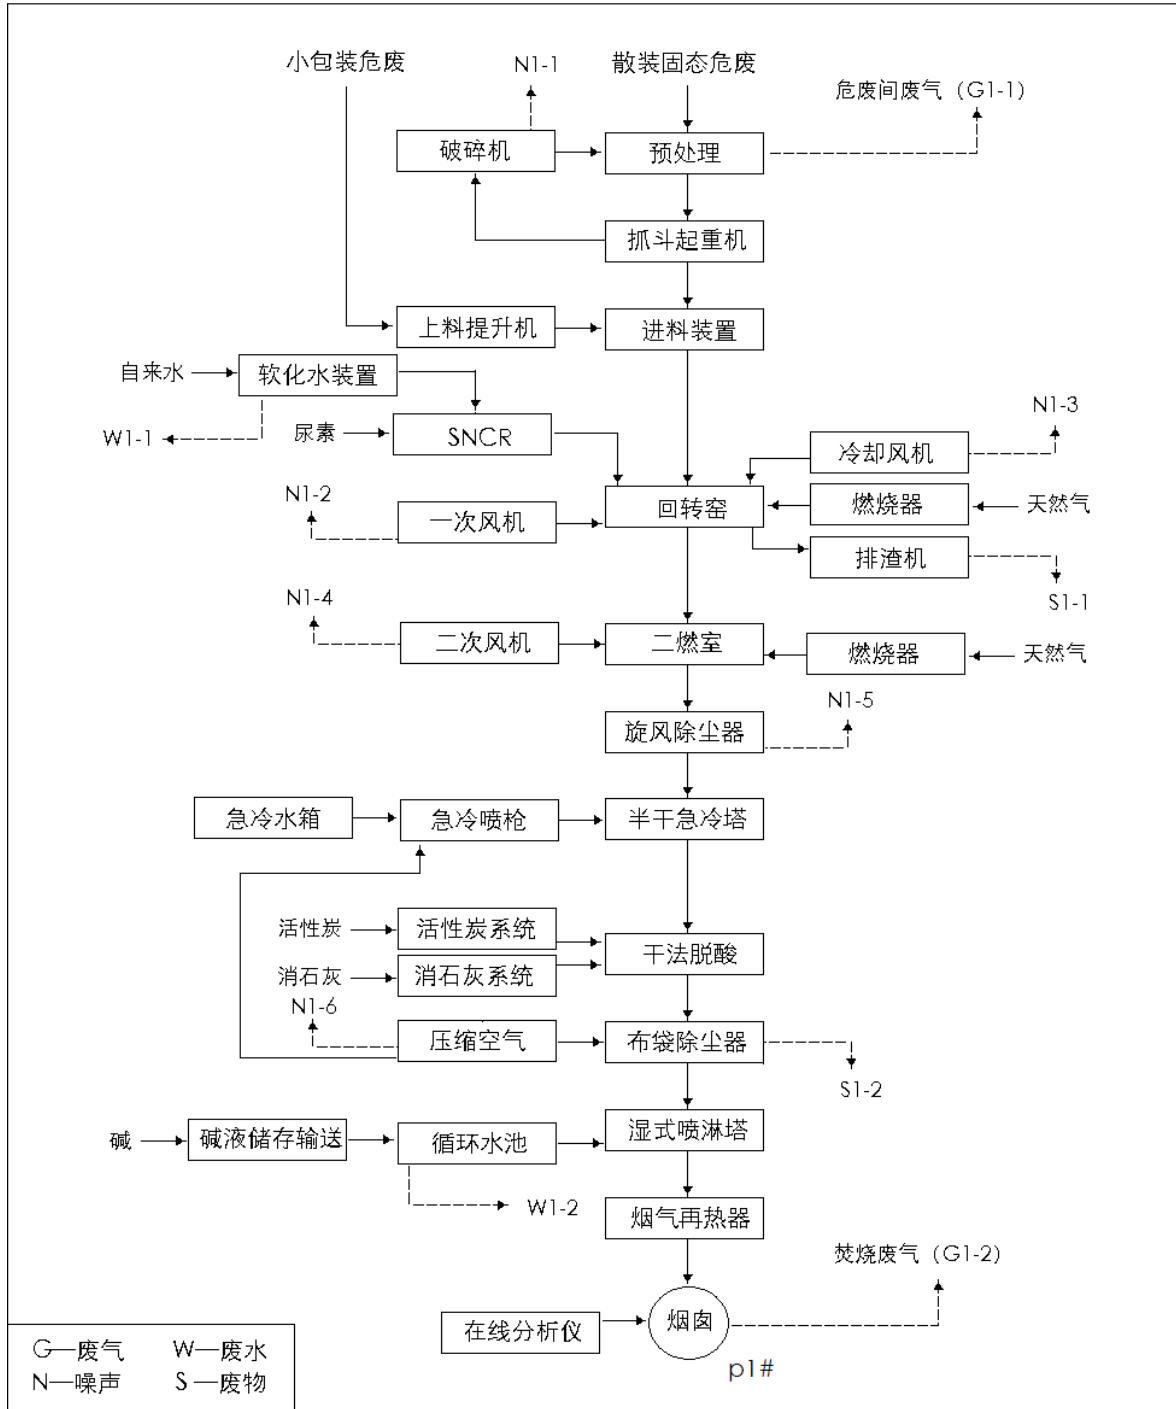 小包装危废
N1-1
散装固态危废
危废间废气（G1-1）
破碎机
预处理
抓斗起重机
上料提升机
进料装置
自来水
软化水装置
W1-1
尿素
SNCR
N1-3
冷却风机
N1-2
一次风机
回转窑
燃烧器
天然气
排渣机
S1-1
N1-4
二次风机
二燃室
燃烧器
天然气
N1-5
旋风除尘器
急冷水箱
急冷喷枪
半干急冷塔
活性炭
活性炭系统
干法脱酸
消石灰
消石灰系统
N1-6
压缩空气
布袋除尘器
S1-2
碱
碱液储存输送
循环水池
湿式喷淋塔
W1-2
烟气再热器
焚烧废气（G1-2）
在线分析仪
烟囱
p1#
G—废气 W—废水
N—噪声 S—废物